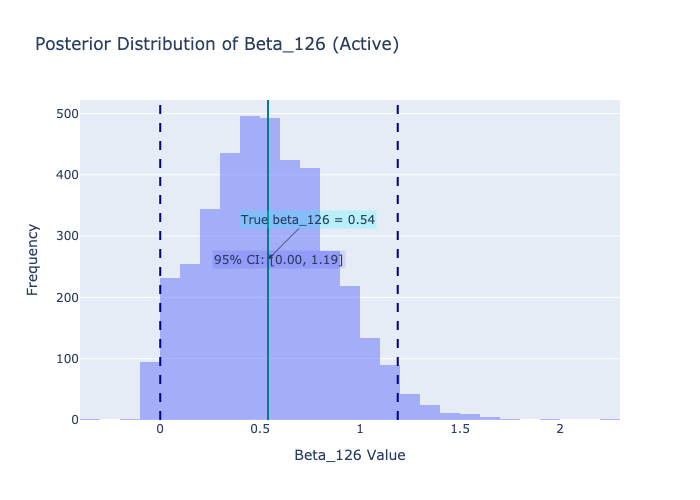 Posterior Distribution of Beta_126 (Active)
500
400
300
200
100
0
Frequency
True beta_126 = 0.54
95% CI: [0.00, 1.19]
0
0.5
1
1.5
2
Beta_126 Value